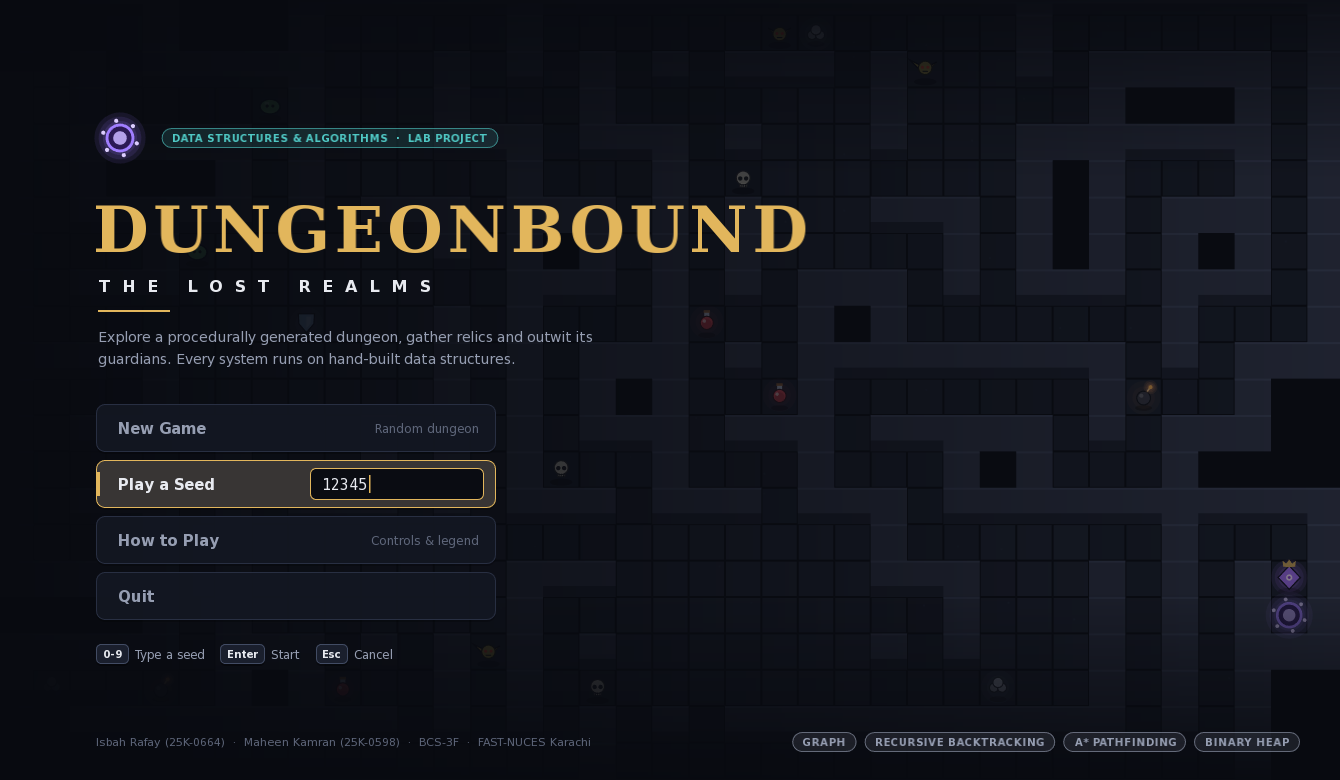 DATA STRUCTURES & ALGORITHMS · LAB PROJECT
DUNGEONBOUND
THE LOST REALMS
Explore a procedurally generated dungeon, gather relics and outwit its
guardians. Every system runs on hand-built data structures.
New Game Random dungeon
Play a Seed 12345
How to Play Controls & legend
Quit
0-9 Type a seed Enter Start Esc Cancel
Isbah Rafay (25K-0664) · Maheen Kamran (25K-0598) · BCS-3F · FAST-NUCES Karachi
GRAPH RECURSIVE BACKTRACKING A* PATHFINDING BINARY HEAP